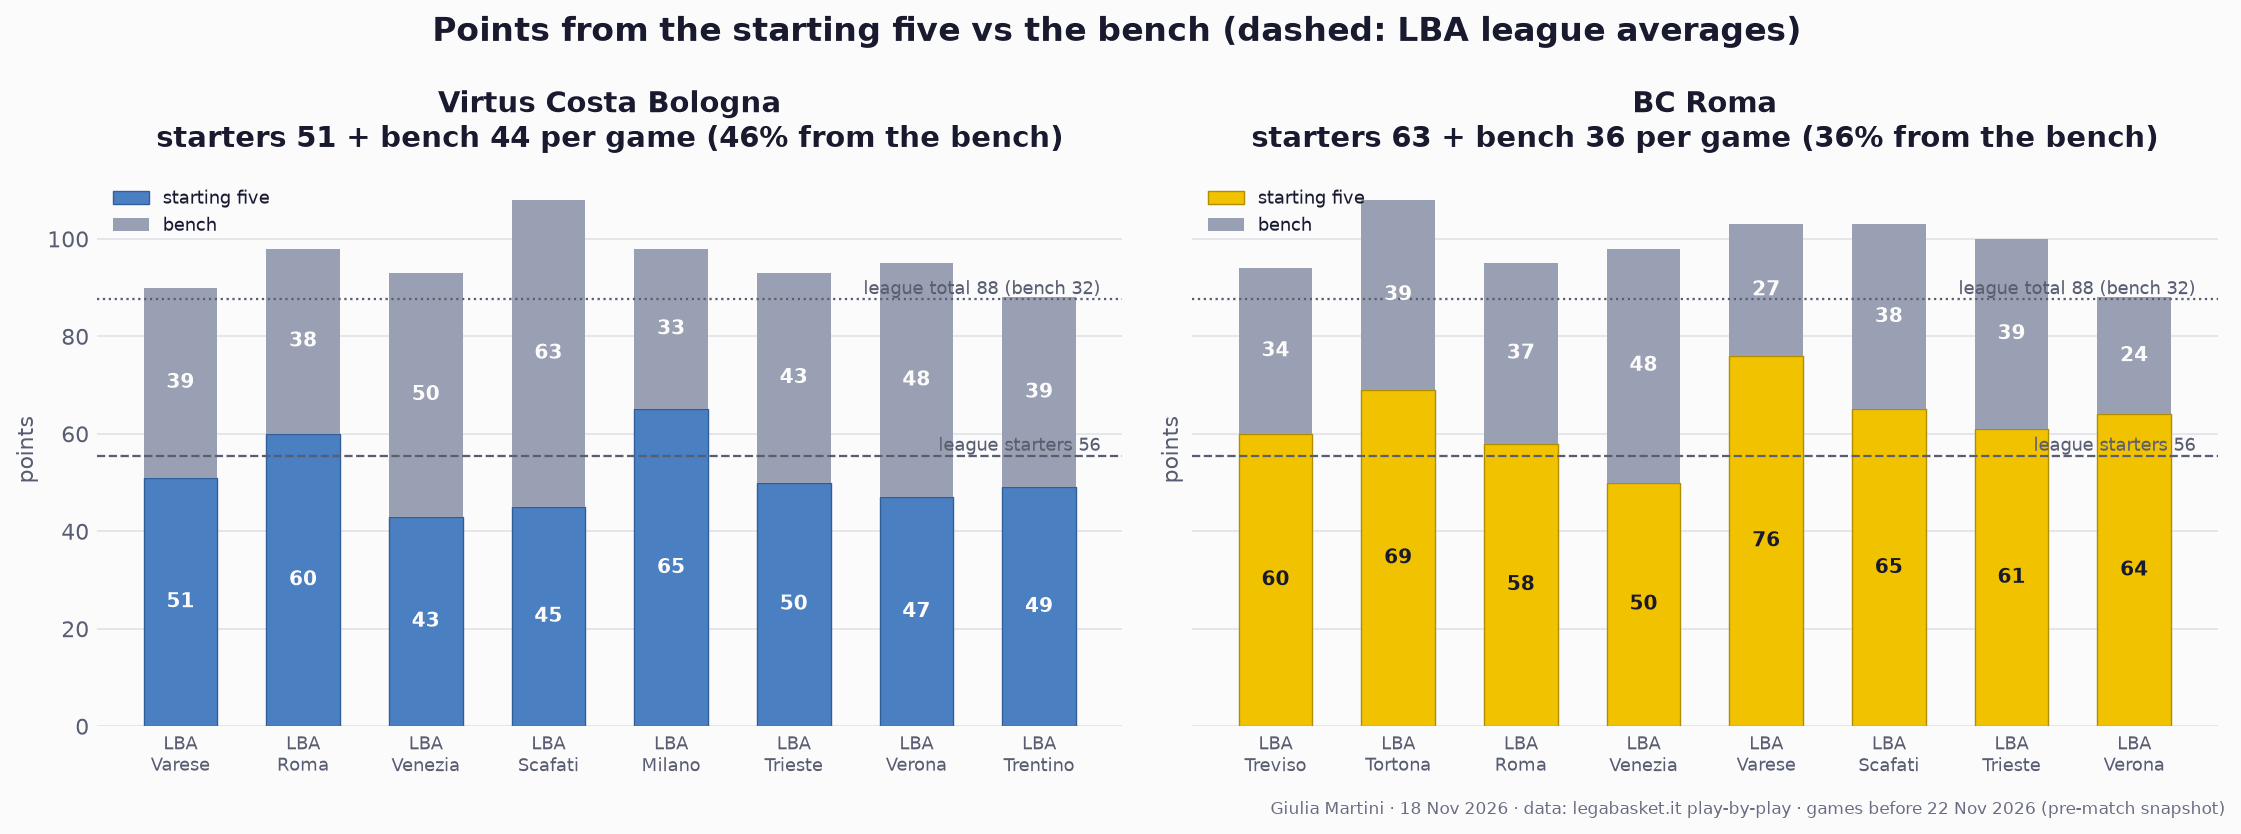 Points from the starting five vs the bench (dashed: LBA league averages)
Virtus Costa Bologna
starters 51 + bench 44 per game (46% from the bench)
starting five
bench
100
80
60
40
20
0
points
league total 88 (bench 32)
league starters 56
39
38
50
63
33
43
48
39
51
60
43
45
65
50
47
49
LBA
Varese
LBA
Roma
LBA
Venezia
LBA
Scafati
LBA
Milano
LBA
Trieste
LBA
Verona
LBA
Trentino
BC Roma
starters 63 + bench 36 per game (36% from the bench)
starting five
bench
points
league total 88 (bench 32)
league starters 56
34
39
37
48
27
38
39
24
60
69
58
50
76
65
61
64
LBA
Treviso
LBA
Tortona
LBA
Roma
LBA
Venezia
LBA
Varese
LBA
Scafati
LBA
Trieste
LBA
Verona
Giulia Martini · 18 Nov 2026 · data: legabasket.it play-by-play · games before 22 Nov 2026 (pre-match snapshot)